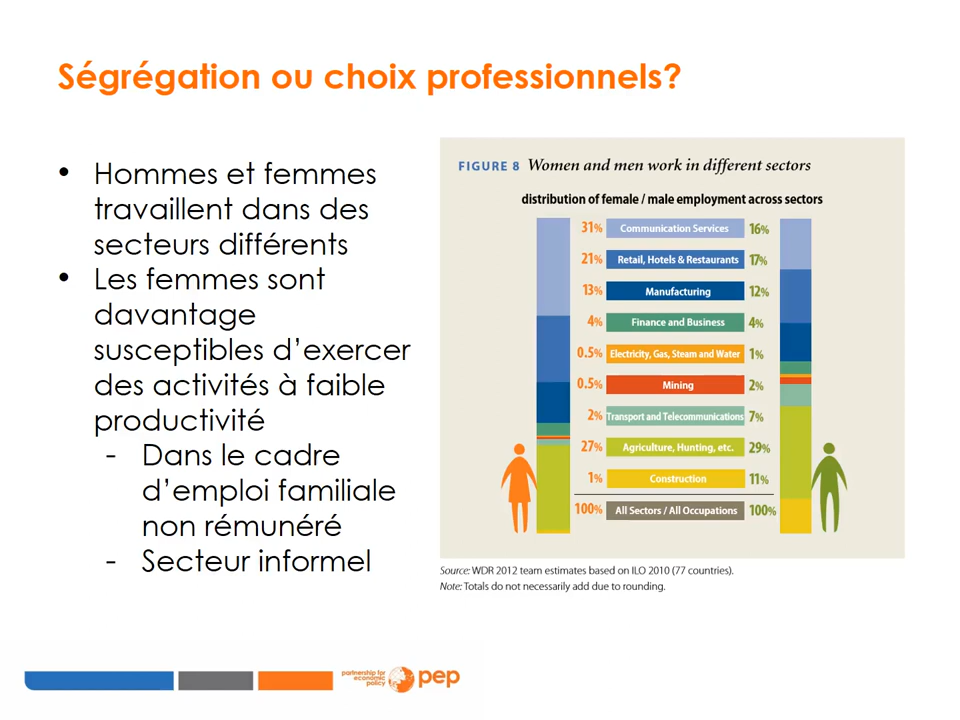 Ségrégation ou choix professionnels?
• Hommes et femmes
travaillent dans des
secteurs différents
• Les femmes sont
davantage
susceptibles d’exercer
des activités à faible
productivité
- Dans le cadre
d’emploi familiale
non rémunéré
- Secteur informel
FIGURE 8 Women and men work in different sectors
distribution of female / male employment across sectors
31% Communication Services 16%
21% Retail, Hotels & Restaurants 17%
13% Manufacturing 12%
4% Finance and Business 4%
0.5% Electricity, Gas, Steam and Water 1%
0.5% Mining 2%
2% Transport and Telecommunications 7%
27% Agriculture, Hunting, etc. 29%
1% Construction 11%
100% All Sectors / All Occupations 100%
Source: WDR 2012 team estimates based on ILO 2010 (77 countries).
Note: Totals do not necessarily add due to rounding.
partnership for
economic
policy
pep